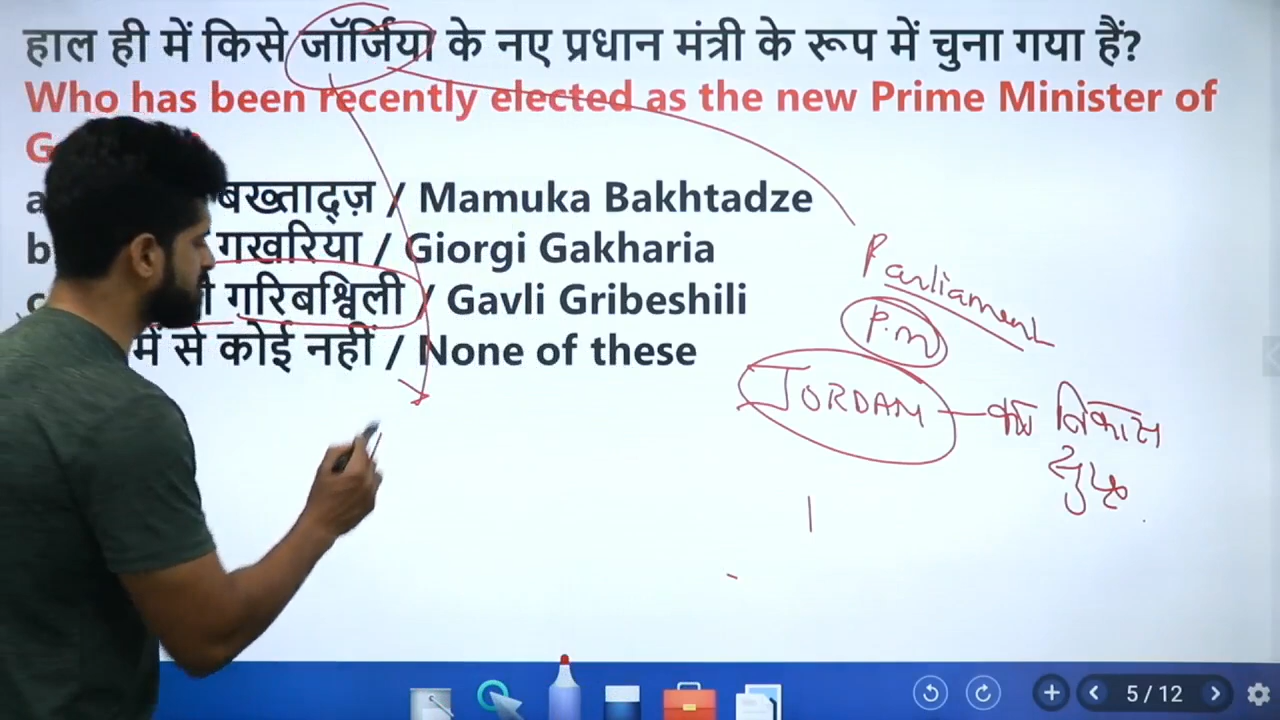 हाल ही में किसे जॉर्जिया के नए प्रधान मंत्री के रूप में चुना गया हैं?
Who has been recently elected as the new Prime Minister of
बख्ताद्ज़ / Mamuka Bakhtadze
गखरिया / Giorgi Gakharia
गरिबश्विली / Gavli Gribeshili
में से कोई नहीं / None of these
Parliament
P.M
JORDAN
5 / 12